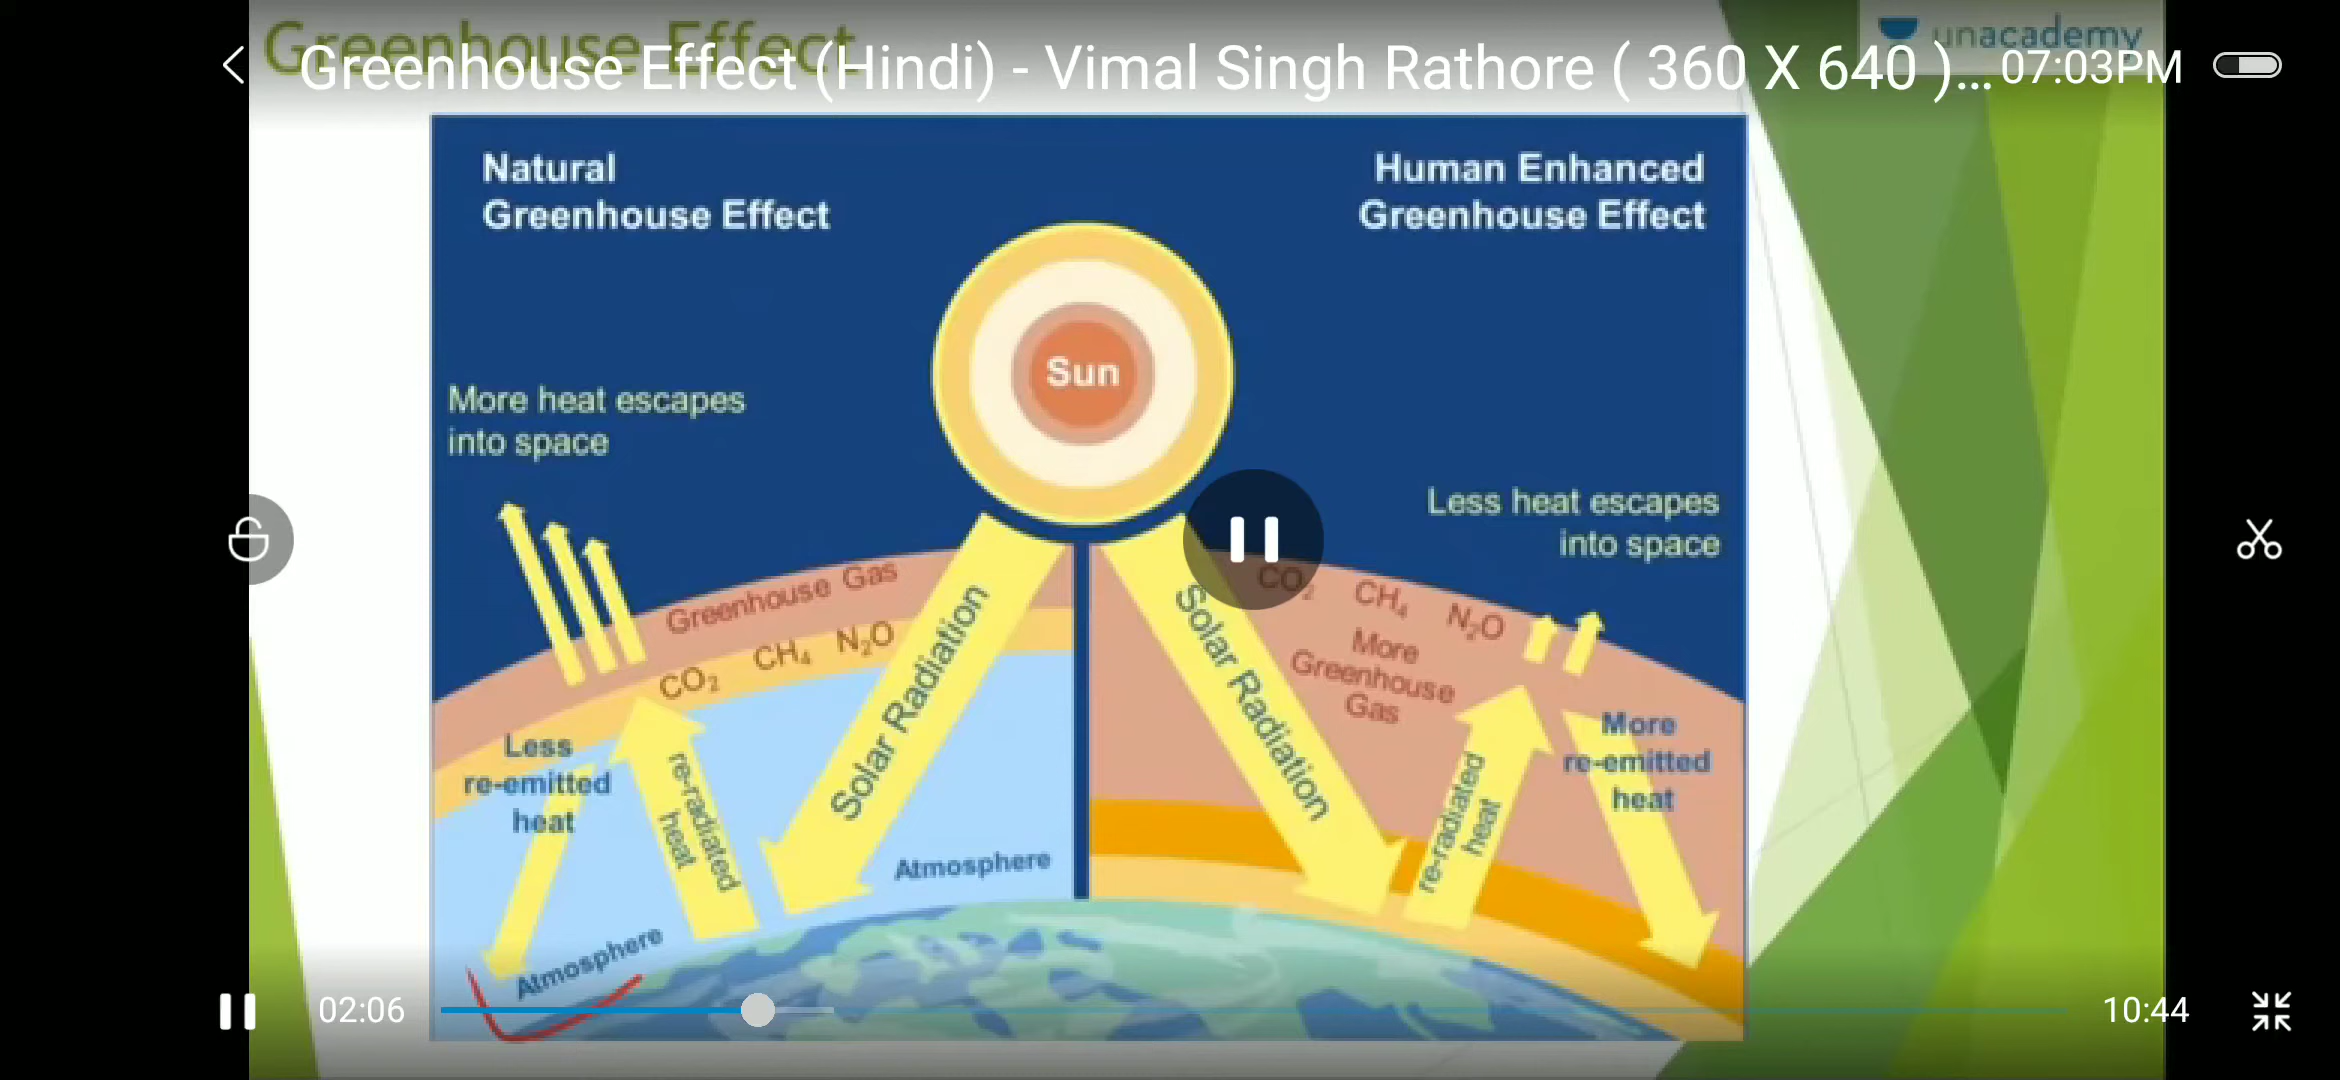 Greenhouse Effect
unacademy
Greenhouse Effect (Hindi) - Vimal Singh Rathore ( 360 X 640 )...
07:03PM
Natural
Greenhouse Effect
Human Enhanced
Greenhouse Effect
Sun
More heat escapes
into space
Less heat escapes
into space
Greenhouse Gas
CO₂ CH₄ N₂O
Solar Radiation
Less
re-emitted
heat
re-radiated
heat
Atmosphere
Atmosphere
Solar Radiation
CO₂ CH₄ N₂O
More
Greenhouse
Gas
re-radiated
heat
More
re-emitted
heat
02:06
10:44